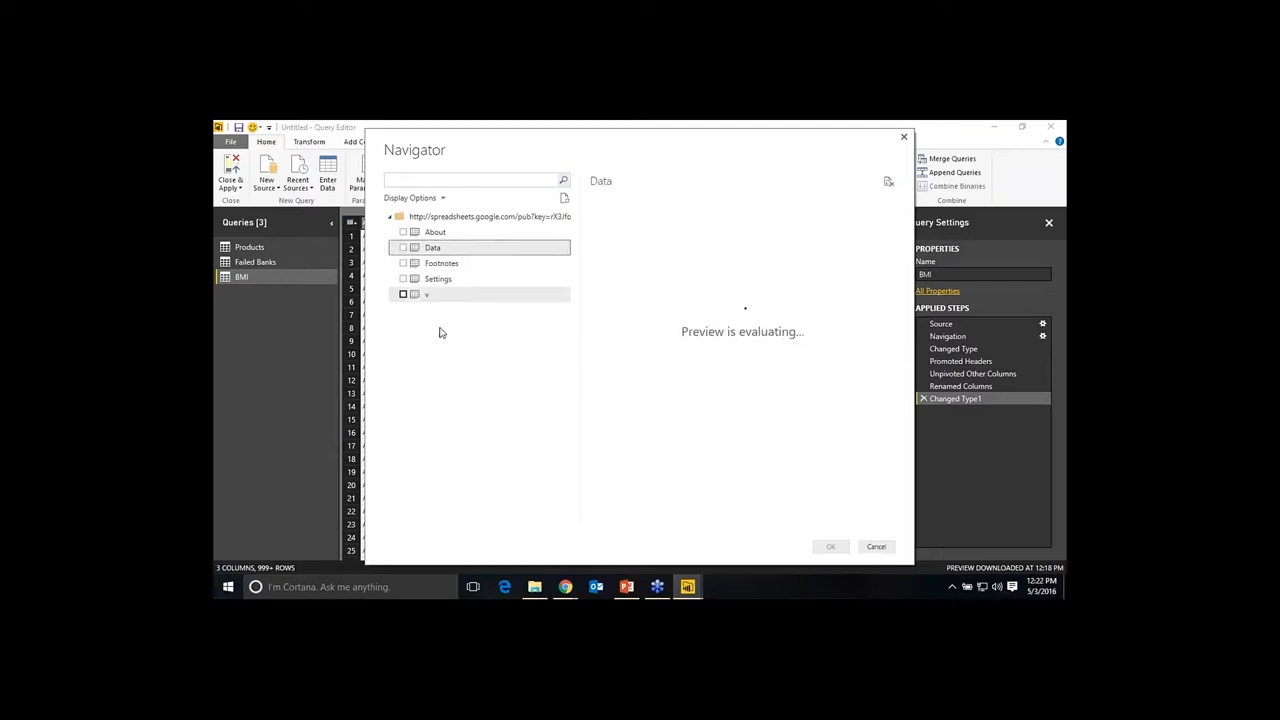 Untitled - Query Editor
File
Home
Transform
Add C
Close &
Apply
Close
New
Source
Recent
Sources
Enter
Data
New Query
Merge Queries
Append Queries
Combine Binaries
Combine
Queries [3]
Products
Failed Banks
BMI
1
2
3
4
5
6
7
8
9
10
11
12
13
14
15
16
17
18
19
20
21
22
23
24
25
Navigator
Display Options
http://spreadsheets.google.com/pub?key=rX3Jfo
About
Data
Footnotes
Settings
v
Data
Preview is evaluating...
OK
Cancel
uery Settings
PROPERTIES
Name
BMI
All Properties
APPLIED STEPS
Source
Navigation
Changed Type
Promoted Headers
Unpivoted Other Columns
Renamed Columns
Changed Type1
3 COLUMNS, 999+ ROWS
PREVIEW DOWNLOADED AT 12:18 PM
I'm Cortana. Ask me anything.
12:22 PM
5/3/2016